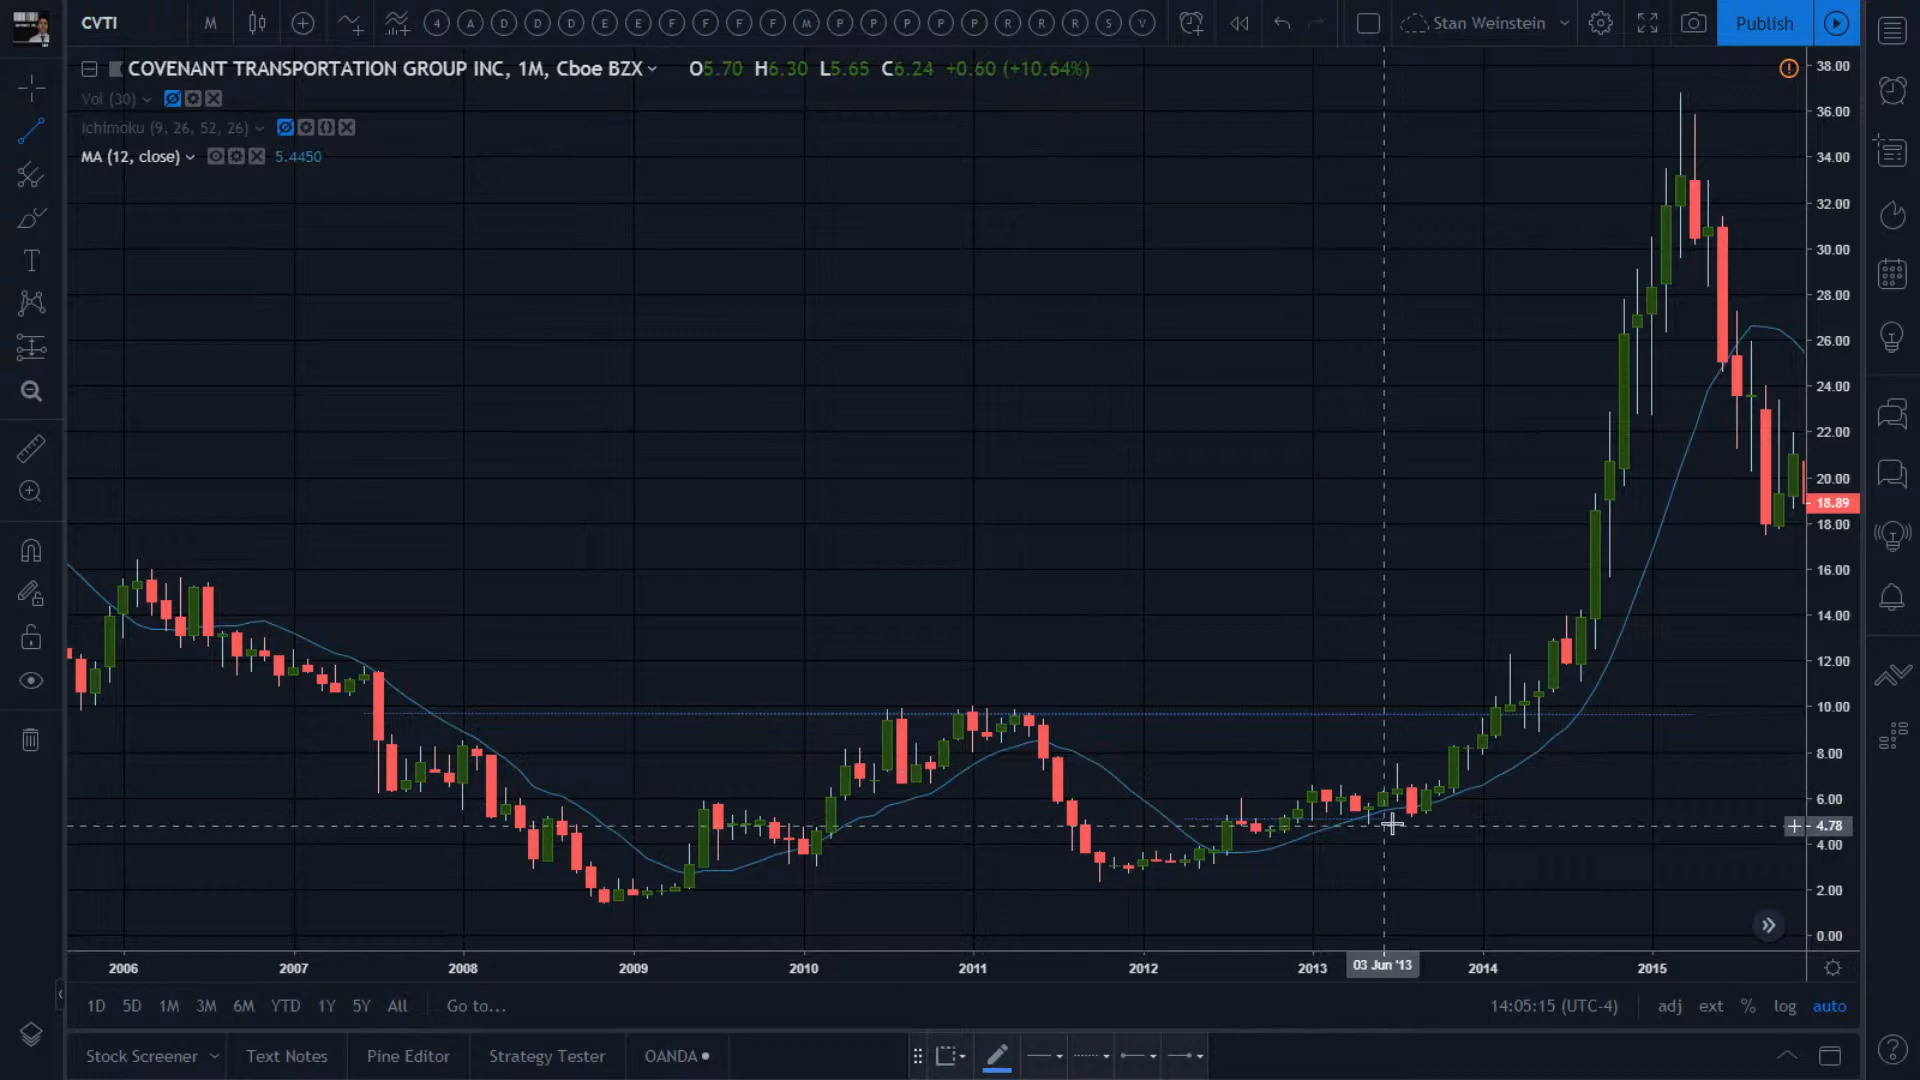 CVTI M 4 A D D D E E F F F F M P P P P P R R R S V Stan Weinstein Publish
COVENANT TRANSPORTATION GROUP INC, 1M, Cboe BZX O5.70 H6.30 L5.65 C6.24 +0.60 (+10.64%)
Vol (30)
Ichimoku (9, 26, 52, 26)
MA (12, close) 5.4450
38.00
36.00
34.00
32.00
30.00
28.00
26.00
24.00
22.00
20.00
18.89
18.00
16.00
14.00
12.00
10.00
8.00
6.00
4.78
4.00
2.00
0.00
2006 2007 2008 2009 2010 2011 2012 2013 03 Jun '13 2014 2015
1D 5D 1M 3M 6M YTD 1Y 5Y All Go to... 14:05:15 (UTC-4) adj ext % log auto
Stock Screener Text Notes Pine Editor Strategy Tester OANDA